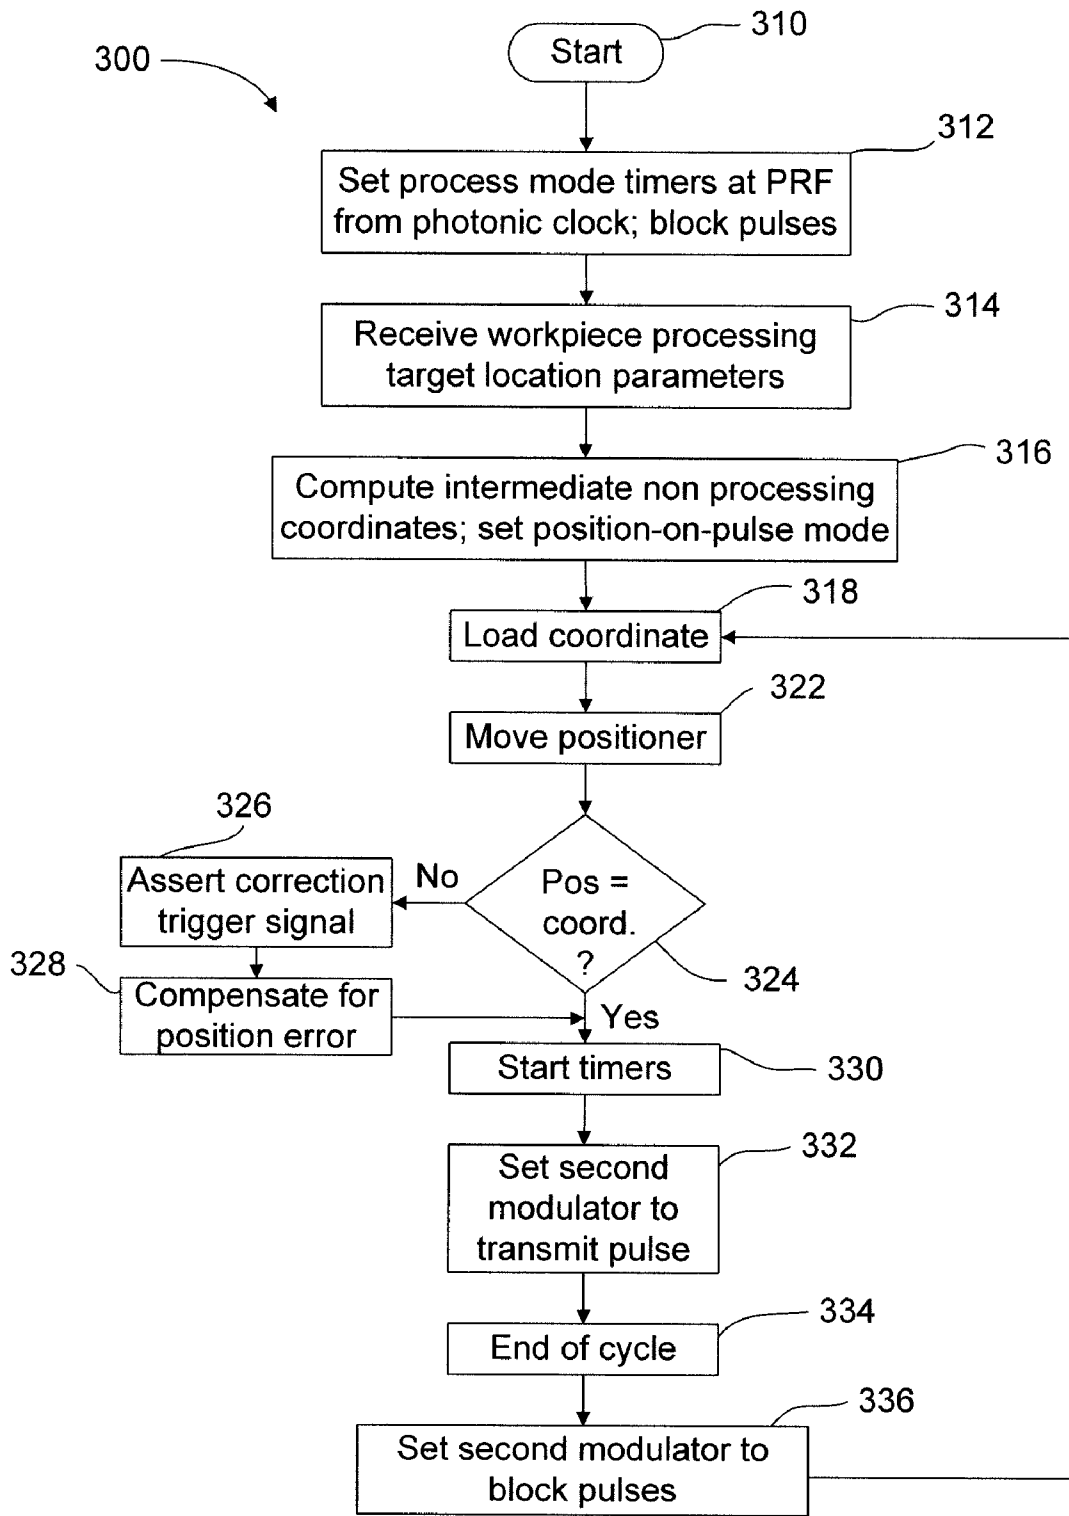 310
Start
300
312
Set process mode timers at PRF
from photonic clock; block pulses
314
Receive workpiece processing
target location parameters
316
Compute intermediate non processing
coordinates; set position-on-pulse mode
318
Load coordinate
322
Move positioner
326
Assert correction
trigger signal
No
Pos =
coord.
?
324
328
Compensate for
position error
Yes
Start timers
330
332
Set second
modulator to
transmit pulse
334
End of cycle
336
Set second modulator to
block pulses